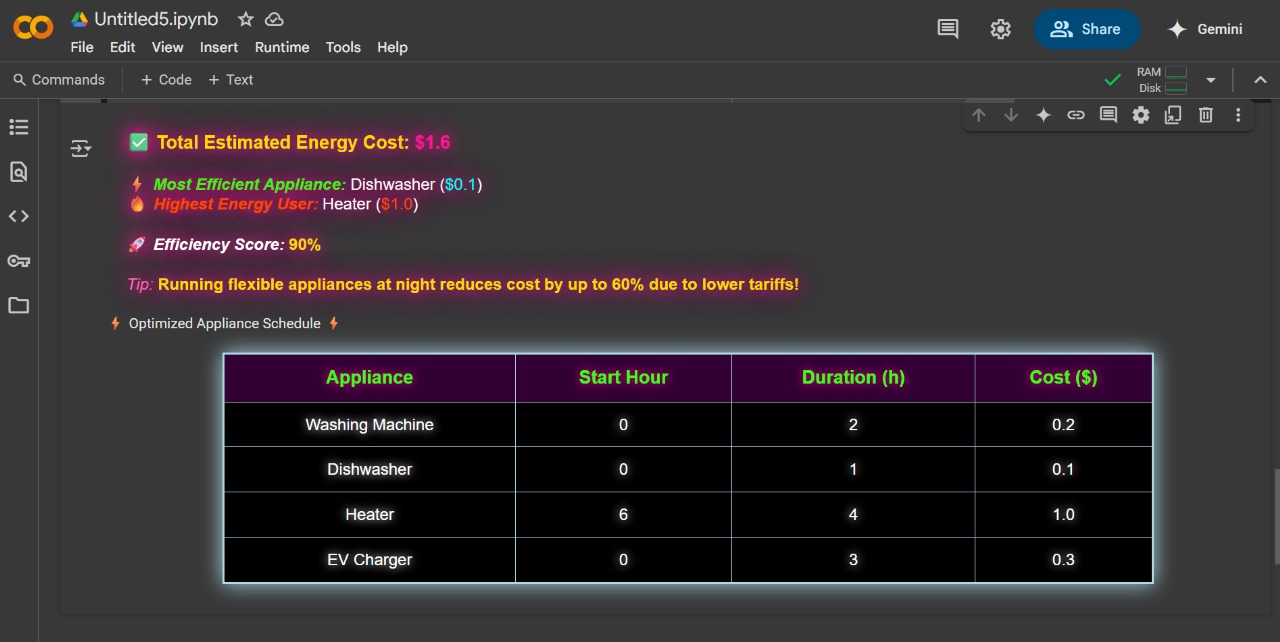 Untitled5.ipynb
File Edit View Insert Runtime Tools Help
Share
Gemini
Commands + Code + Text
RAM
Disk
Total Estimated Energy Cost: $1.6
Most Efficient Appliance: Dishwasher ($0.1)
Highest Energy User: Heater ($1.0)
Efficiency Score: 90%
Tip: Running flexible appliances at night reduces cost by up to 60% due to lower tariffs!
Optimized Appliance Schedule
Appliance Start Hour Duration (h) Cost ($)
Washing Machine 0 2 0.2
Dishwasher 0 1 0.1
Heater 6 4 1.0
EV Charger 0 3 0.3